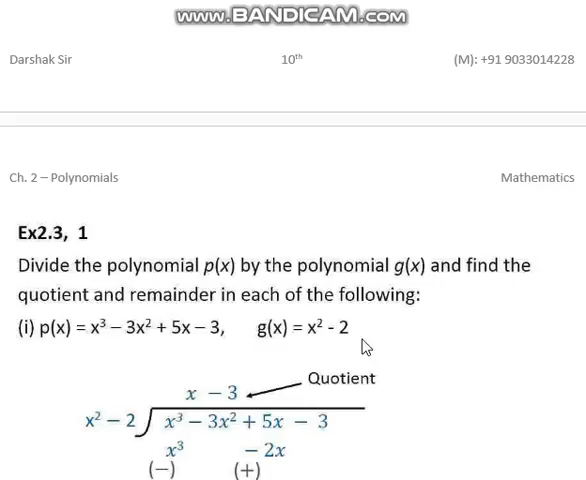 www.BANDICAM.com
Darshak Sir 10th (M): +91 9033014228
Ch. 2 – Polynomials Mathematics
Ex2.3, 1
Divide the polynomial p(x) by the polynomial g(x) and find the
quotient and remainder in each of the following:
(i) p(x) = x³ – 3x² + 5x – 3, g(x) = x² - 2
x – 3 Quotient
x² – 2 x³ – 3x² + 5x – 3
x³ – 2x
(–) (+)